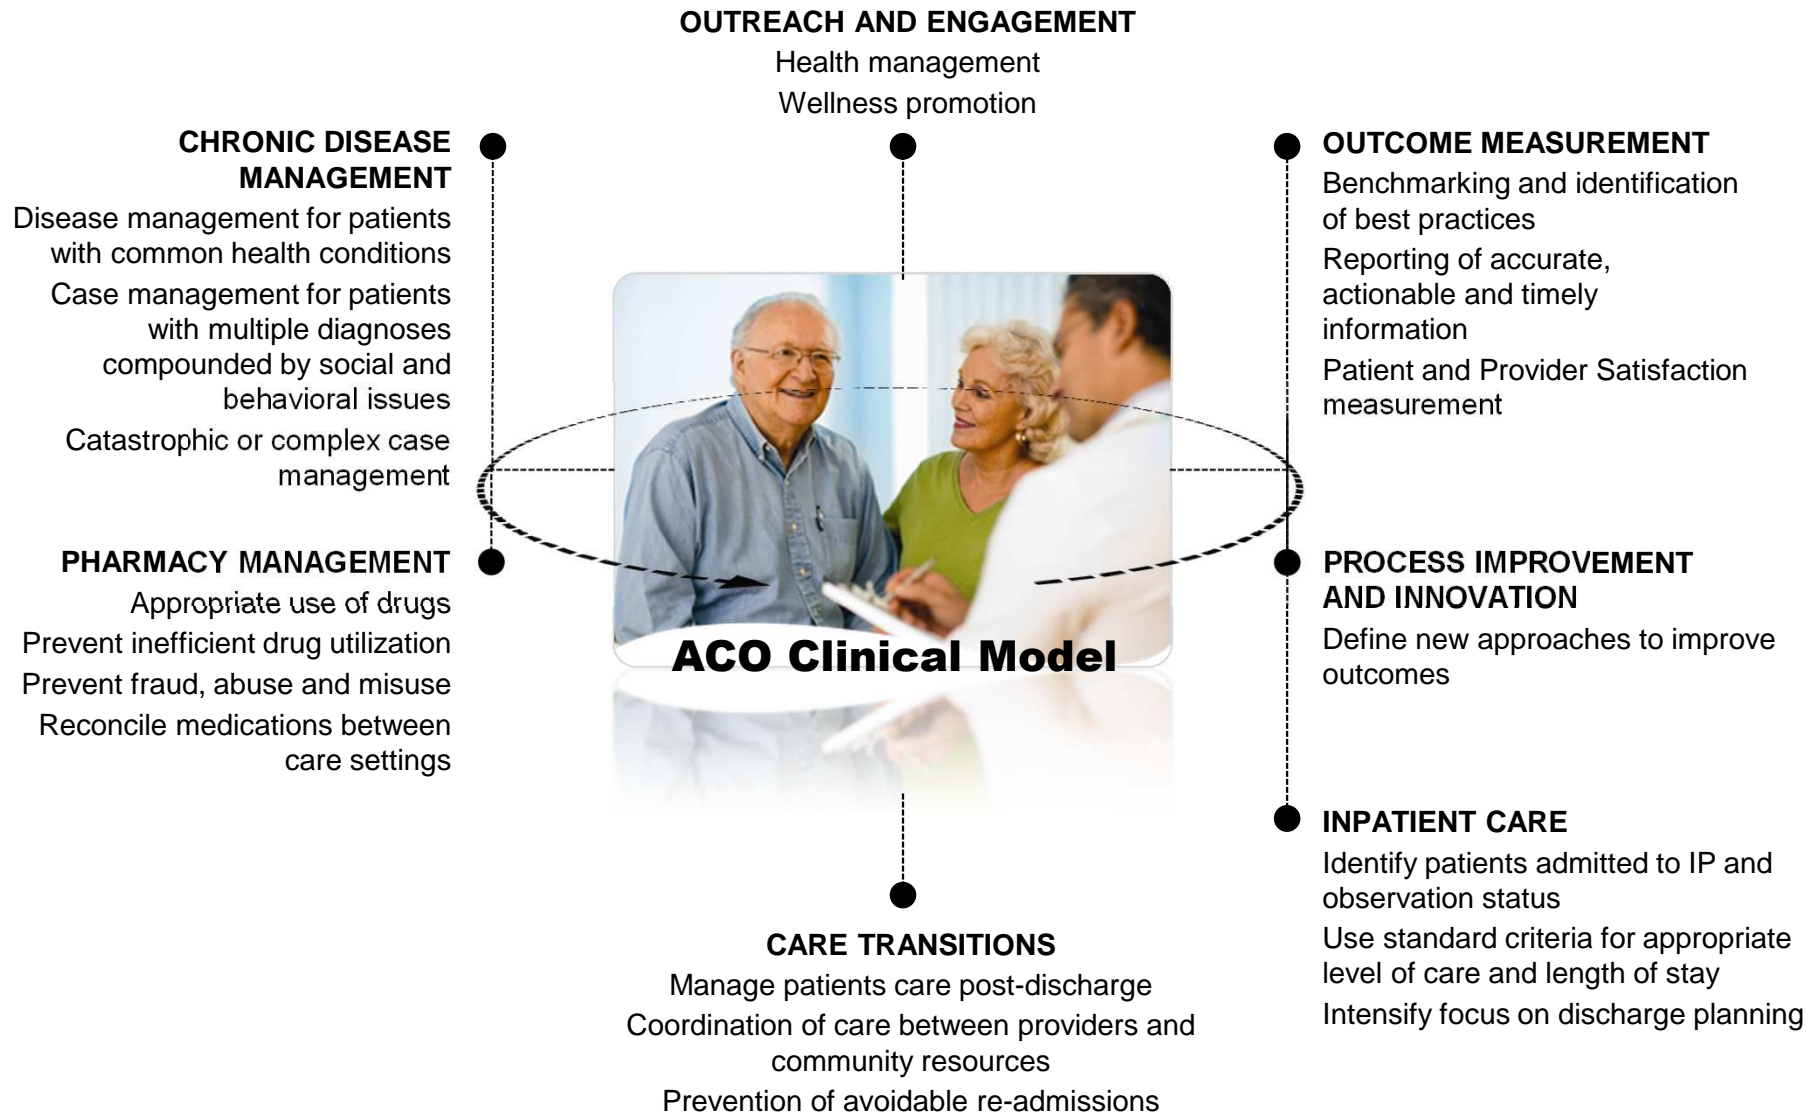 OUTREACH AND ENGAGEMENT
Health management
Wellness promotion
CHRONIC DISEASE
MANAGEMENT
Disease management for patients
with common health conditions
Case management for patients
with multiple diagnoses
compounded by social and
behavioral issues
Catastrophic or complex case
management
PHARMACY MANAGEMENT
Appropriate use of drugs
Prevent inefficient drug utilization
Prevent fraud, abuse and misuse
Reconcile medications between
care settings
ACO Clinical Model
OUTCOME MEASUREMENT
Benchmarking and identification
of best practices
Reporting of accurate,
actionable and timely
information
Patient and Provider Satisfaction
measurement
PROCESS IMPROVEMENT
AND INNOVATION
Define new approaches to improve
outcomes
INPATIENT CARE
Identify patients admitted to IP and
observation status
Use standard criteria for appropriate
level of care and length of stay
Intensify focus on discharge planning
CARE TRANSITIONS
Manage patients care post-discharge
Coordination of care between providers and
community resources
Prevention of avoidable re-admissions